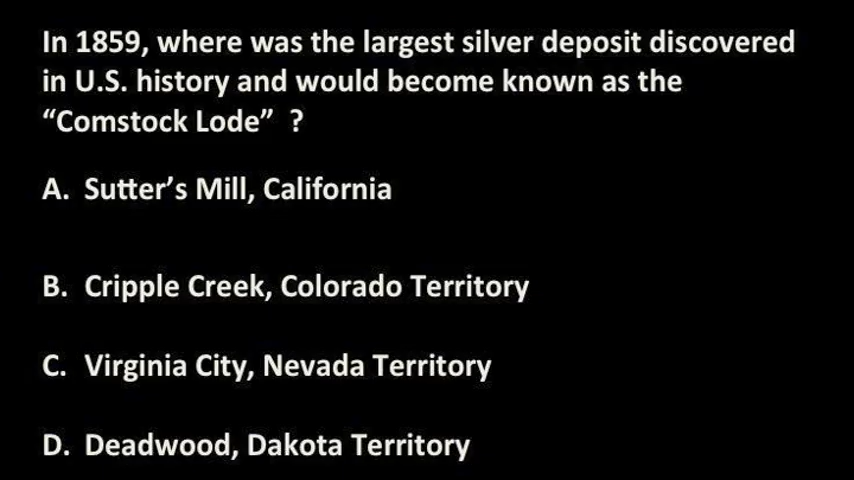 In 1859, where was the largest silver deposit discovered
in U.S. history and would become known as the
“Comstock Lode”  ?
A.  Sutter’s Mill, California
B.  Cripple Creek, Colorado Territory
C.  Virginia City, Nevada Territory
D.  Deadwood, Dakota Territory